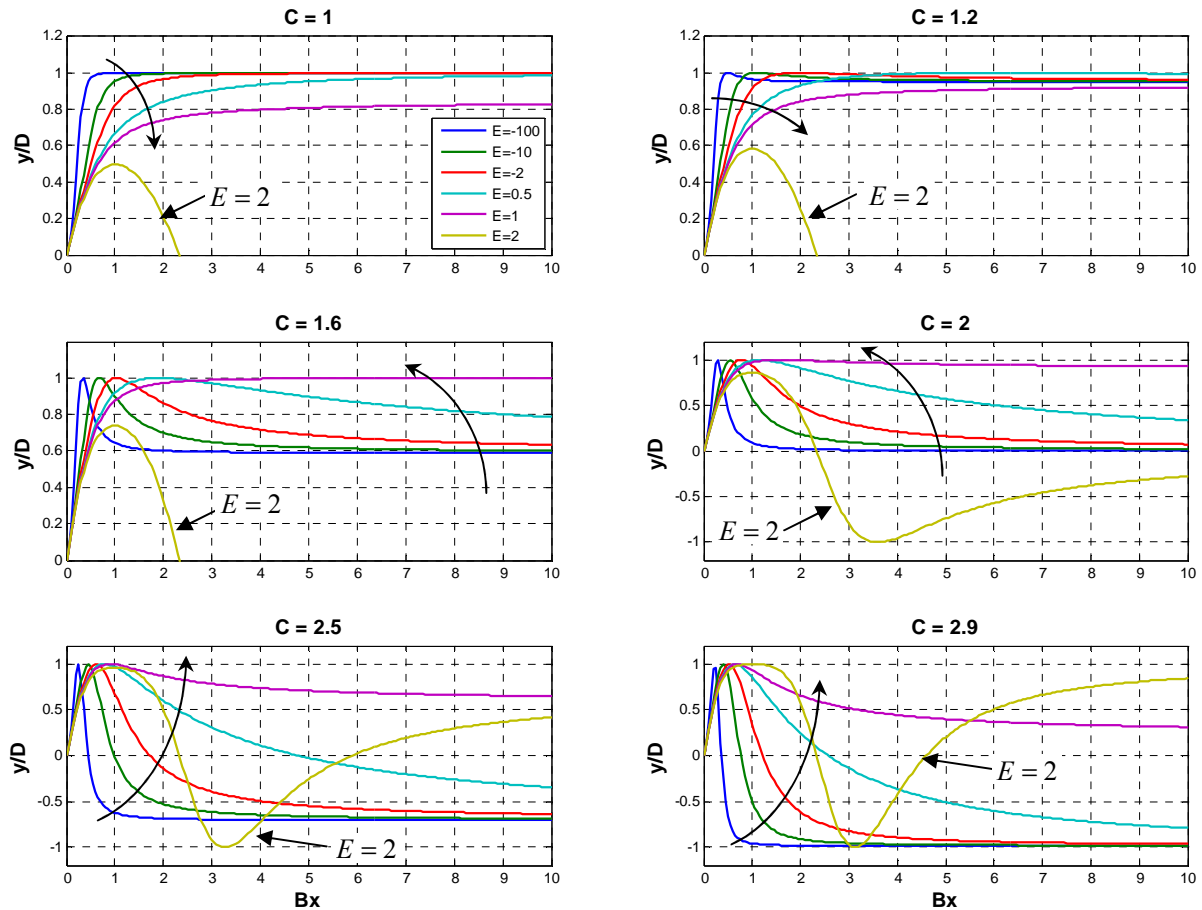 C = 1
1.2
1
0.8
0.6
0.4
0.2
0
y/D
0 1 2 3 4 5 6 7 8 9 10
E=-100
E=-10
E=-2
E=0.5
E=1
E=2
E = 2
C = 1.2
1.2
1
0.8
0.6
0.4
0.2
0
y/D
0 1 2 3 4 5 6 7 8 9 10
E = 2
C = 1.6
1
0.8
0.6
0.4
0.2
0
y/D
0 1 2 3 4 5 6 7 8 9 10
E = 2
C = 2
1
0.5
0
-0.5
-1
y/D
0 1 2 3 4 5 6 7 8 9 10
E = 2
C = 2.5
1
0.5
0
-0.5
-1
y/D
0 1 2 3 4 5 6 7 8 9 10
Bx
E = 2
C = 2.9
1
0.5
0
-0.5
-1
y/D
0 1 2 3 4 5 6 7 8 9 10
Bx
E = 2